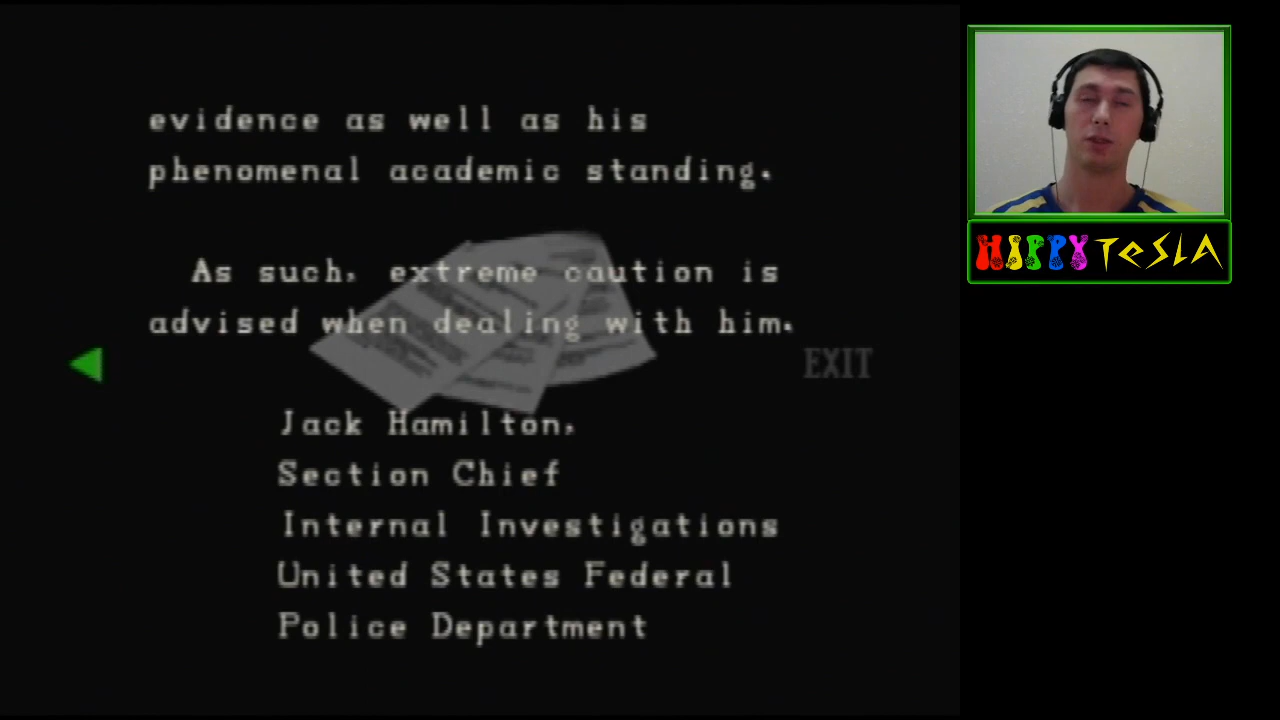 evidence as well as his
phenomenal academic standing.
As such, extreme caution is
advised when dealing with him.
EXIT
Jack Hamilton,
Section Chief
Internal Investigations
United States Federal
Police Department
HIPPY TeSLA